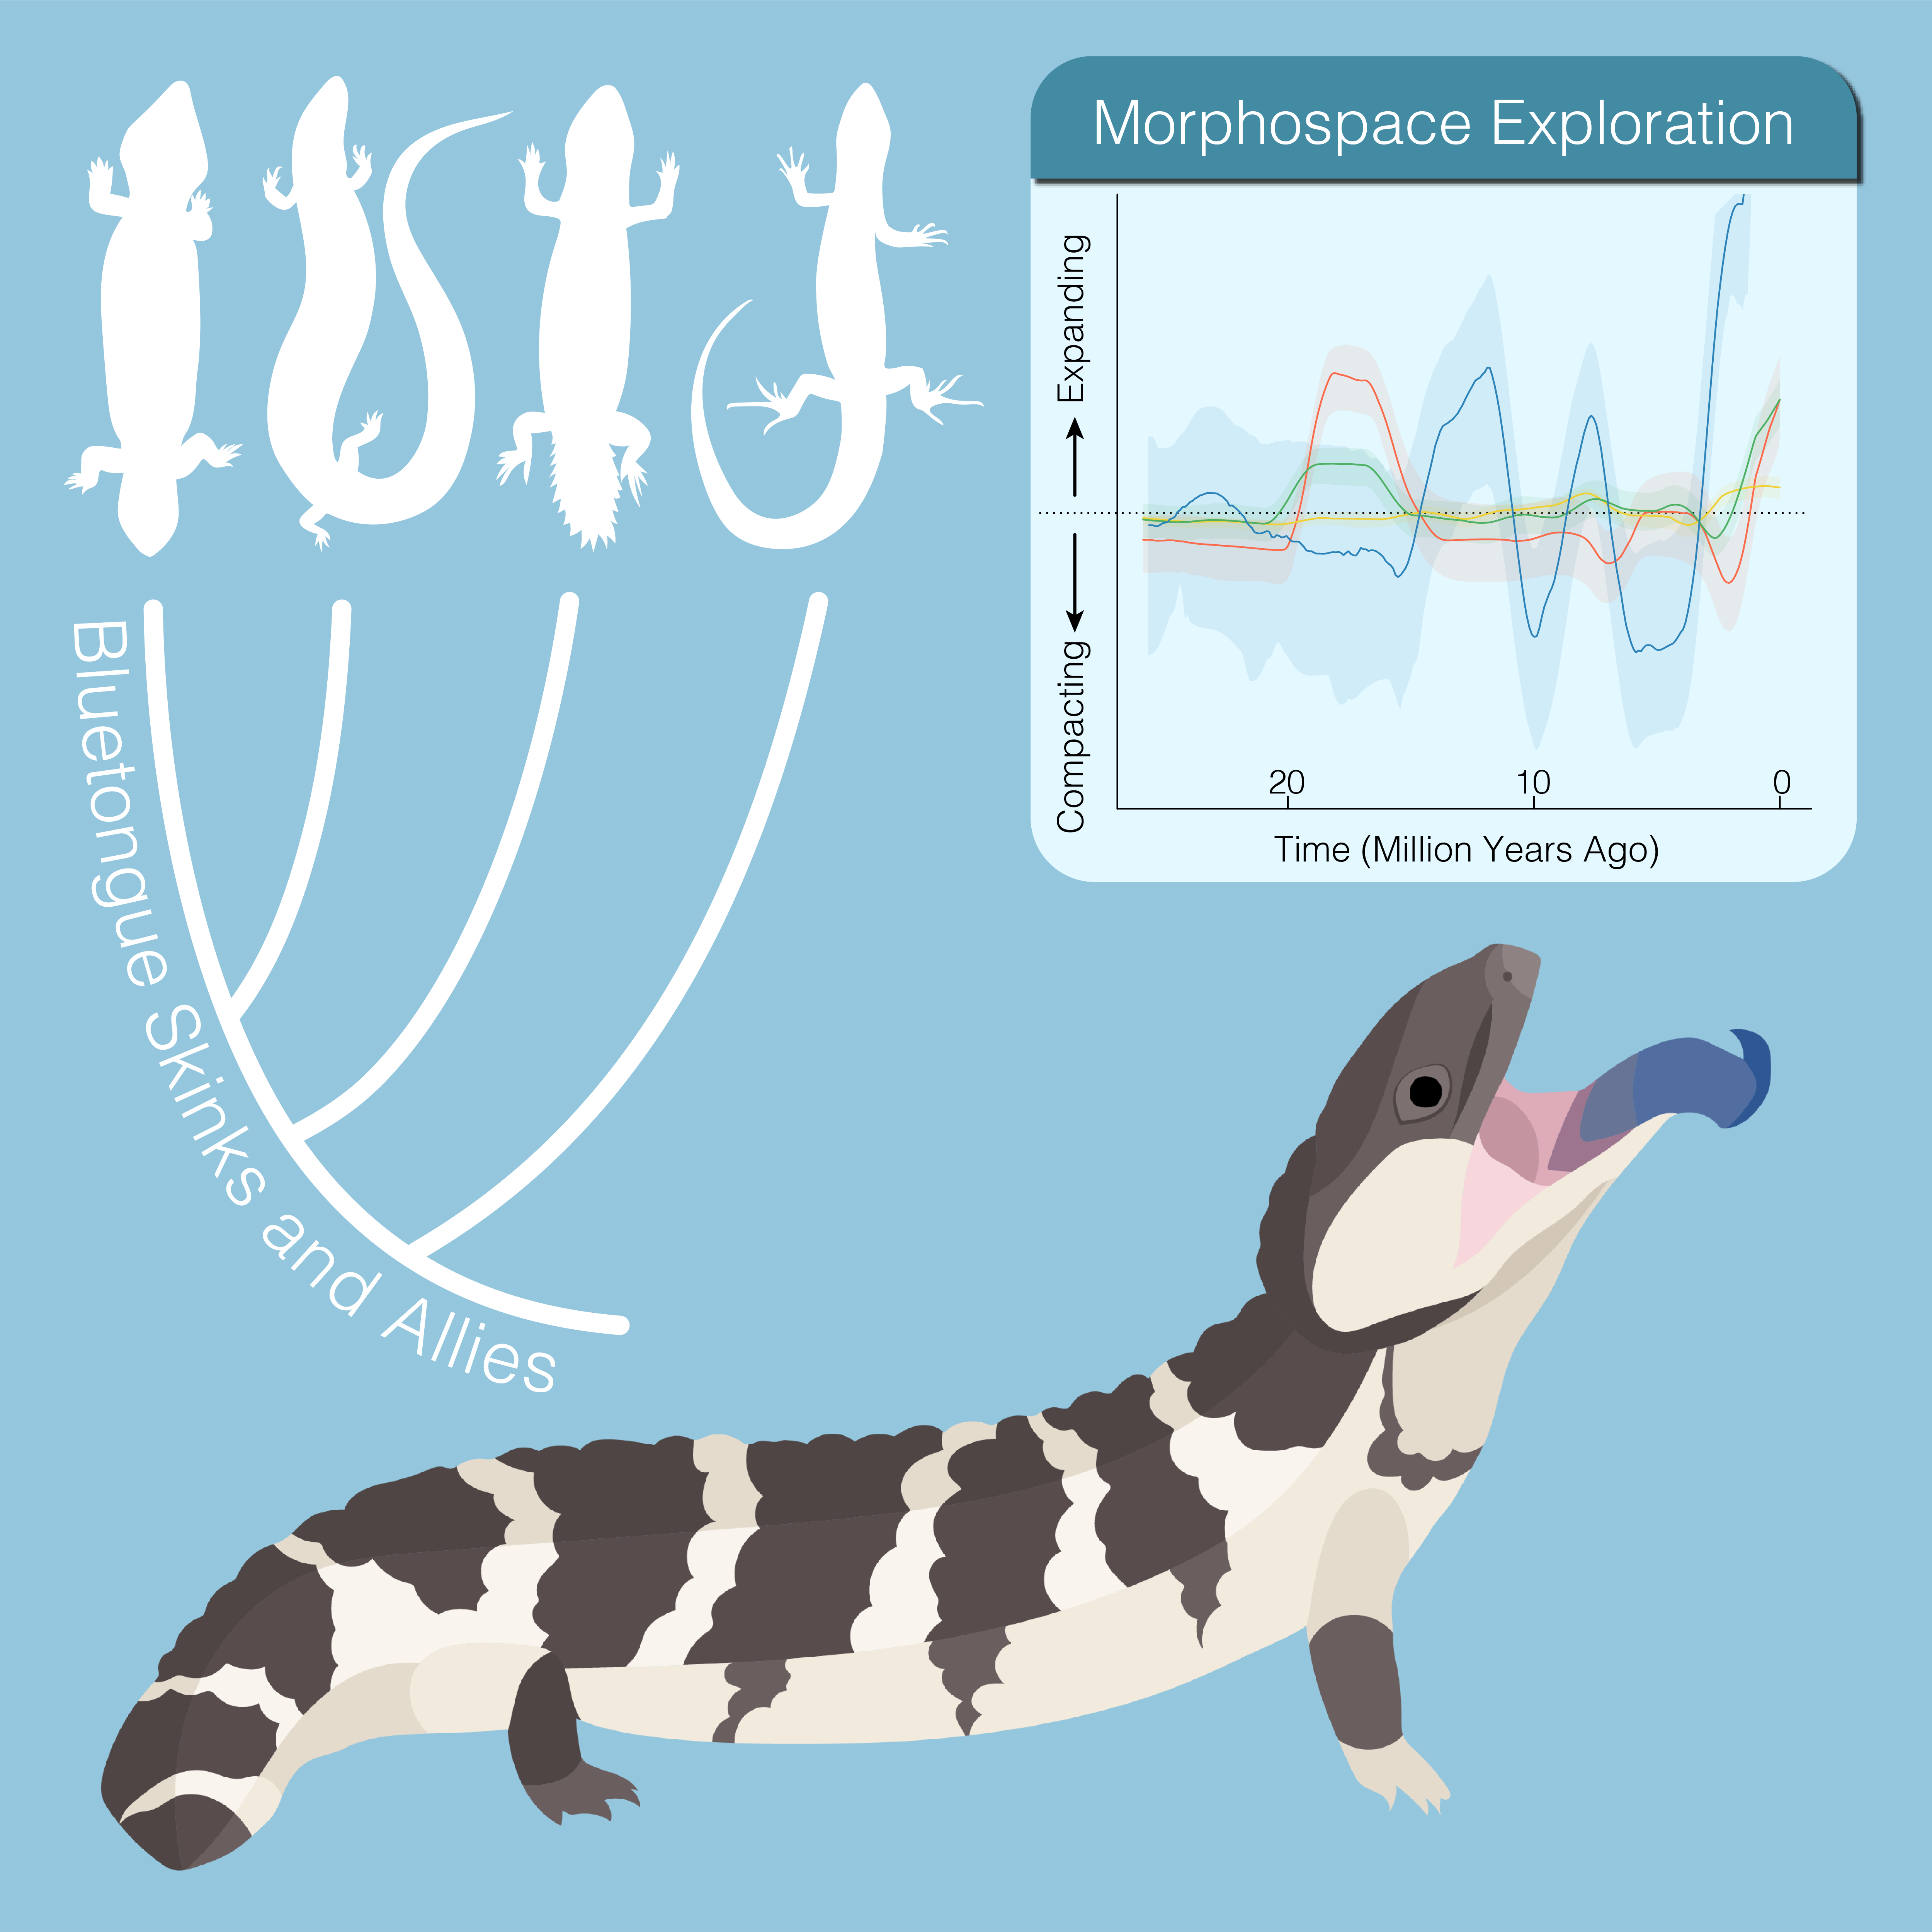 Morphospace Exploration
Expanding
Compacting
20 10 0
Time (Million Years Ago)
Bluetongue Skinks and Allies